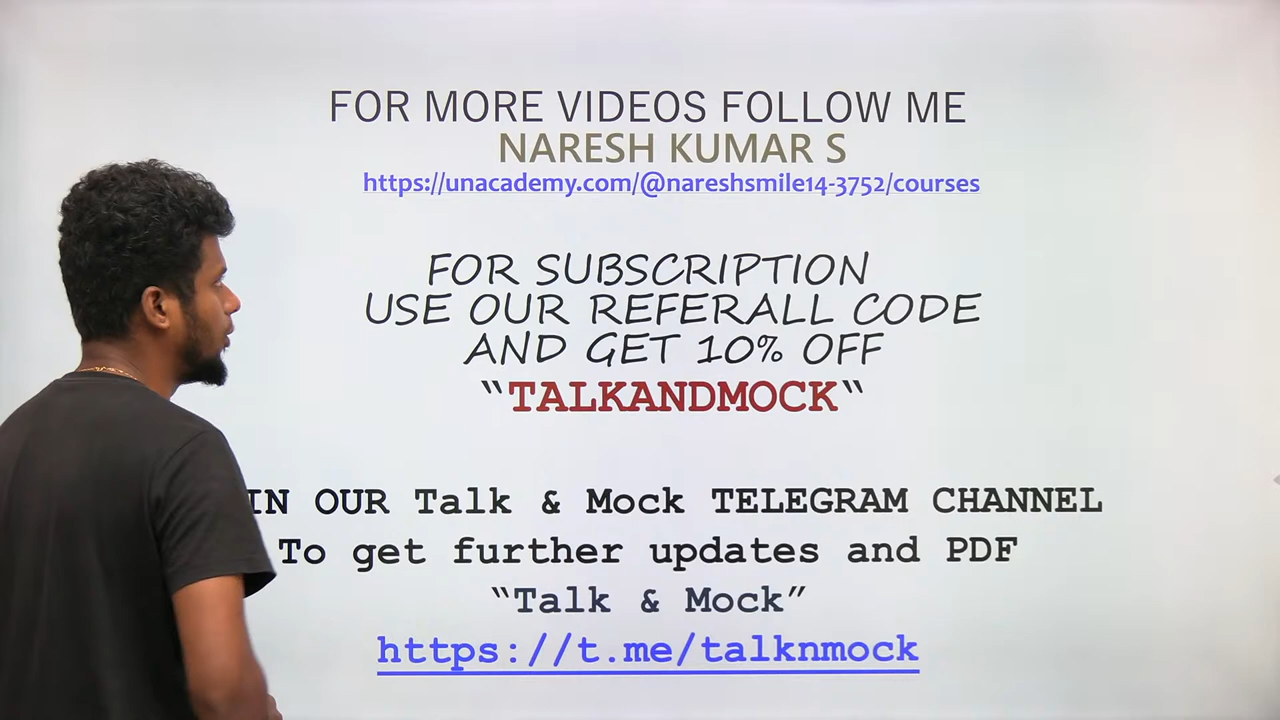 FOR MORE VIDEOS FOLLOW ME
NARESH KUMAR S
https://unacademy.com/@nareshsmile14-3752/courses
FOR SUBSCRIPTION
USE OUR REFERALL CODE
AND GET 10% OFF
“TALKANDMOCK“
IN OUR Talk & Mock TELEGRAM CHANNEL
To get further updates and PDF
“Talk & Mock”
https://t.me/talknmock